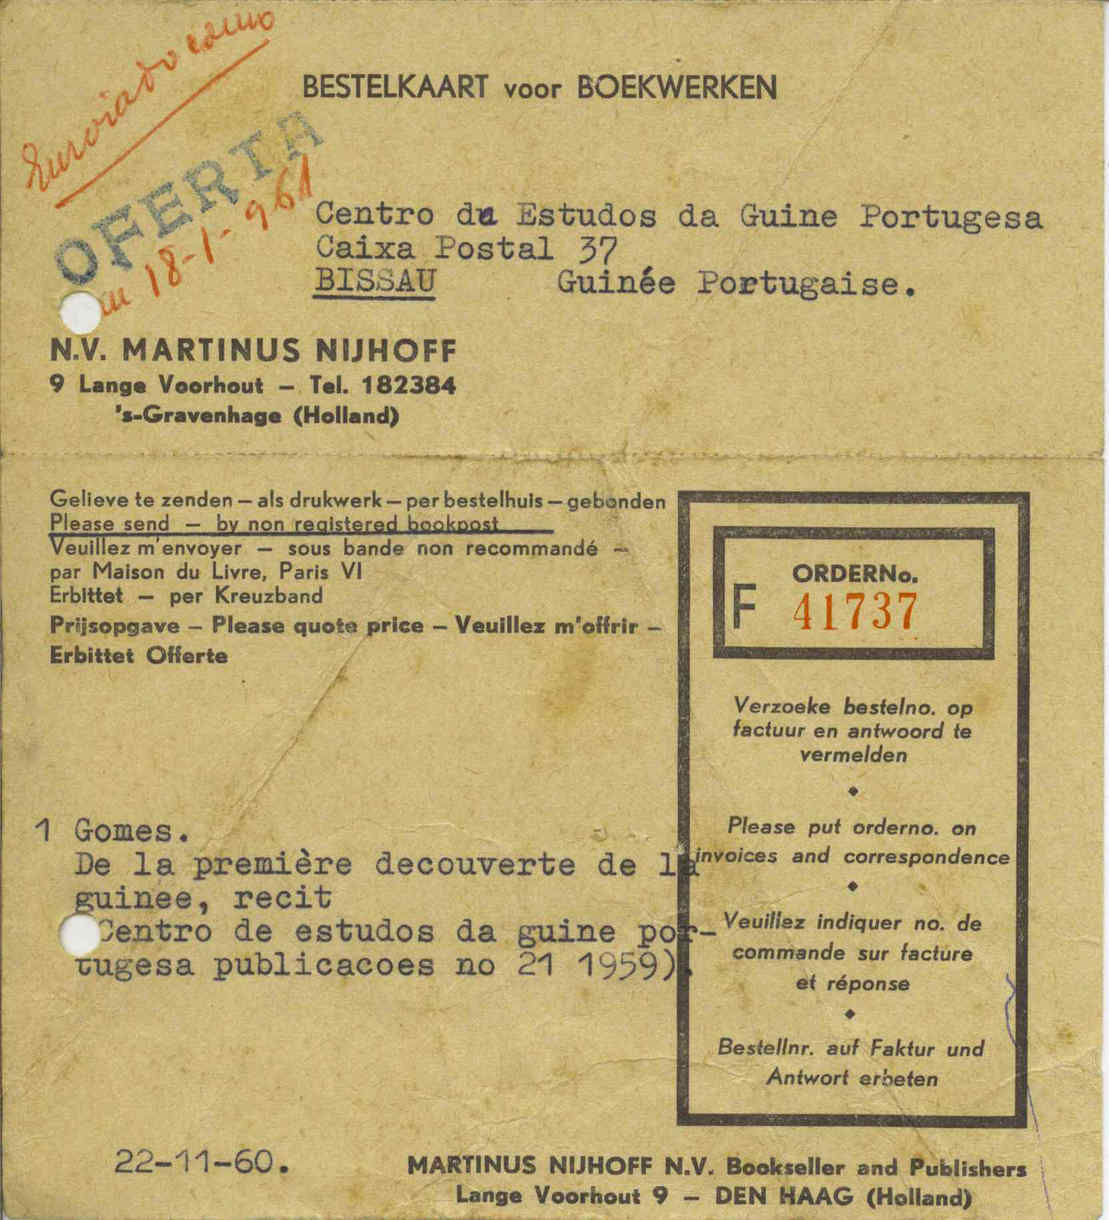 Enviado como
OFERTA
em 18-1-961
BESTELKAART voor BOEKWERKEN
Centro de Estudos da Guine Portugesa
Caixa Postal 37
BISSAU Guinée Portugaise.
N.V. MARTINUS NIJHOFF
9 Lange Voorhout – Tel. 182384
's-Gravenhage (Holland)
Gelieve te zenden – als drukwerk – per bestelhuis – gebonden
Please send – by non registered bookpost
Veuillez m'envoyer – sous bande non recommandé –
par Maison du Livre, Paris VI
Erbittet – per Kreuzband
Prijsopgave – Please quote price – Veuillez m'offrir –
Erbittet Offerte
ORDERNo.
F 41737
Verzoeke bestelno. op
factuur en antwoord te
vermelden
Please put orderno. on
invoices and correspondence
Veuillez indiquer no. de
commande sur facture
et réponse
Bestellnr. auf Faktur und
Antwort erbeten
1 Gomes.
De la première decouverte de la
guinee, recit
Centro de estudos da guine por-
tugesa publicacoes no 21 1959).
22-11-60.
MARTINUS NIJHOFF N.V. Bookseller and Publishers
Lange Voorhout 9 – DEN HAAG (Holland)